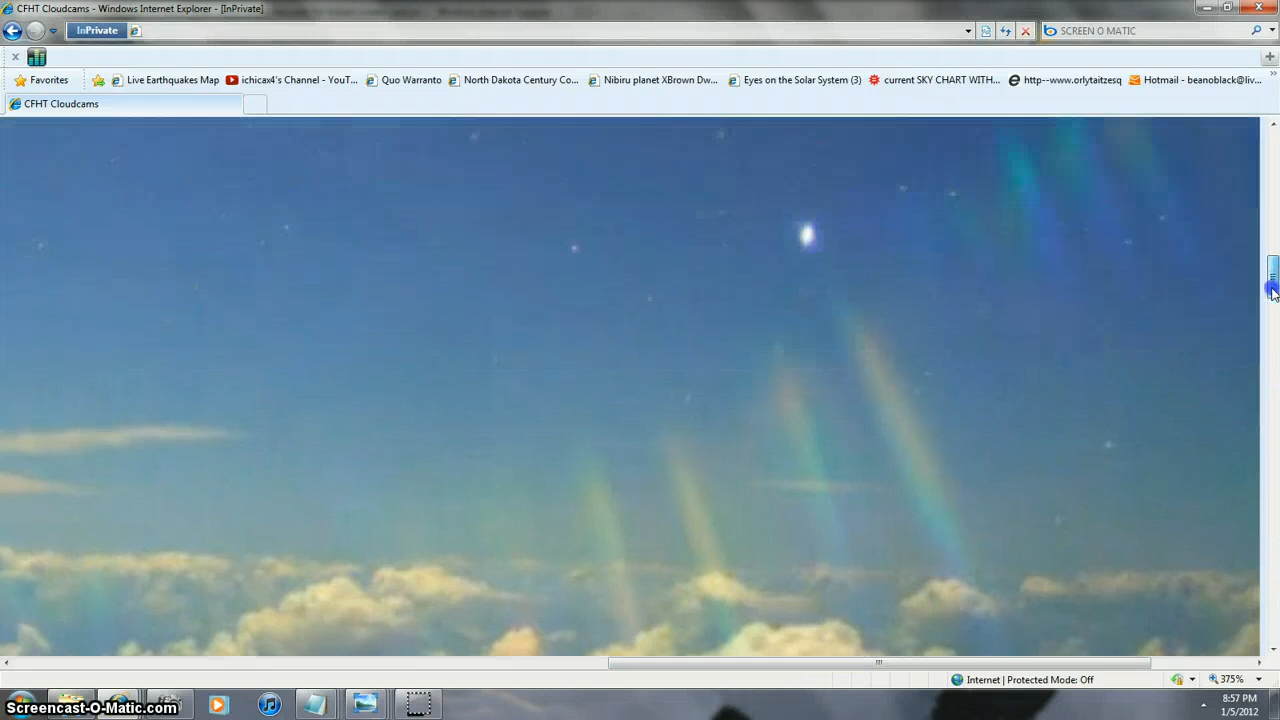 CFHT Cloudcams - Windows Internet Explorer - [InPrivate]
InPrivate
SCREEN O MATIC
Favorites
Live Earthquakes Map
ichicax4's Channel - YouT...
Quo Warranto
North Dakota Century Co...
Nibiru planet XBrown Dw...
Eyes on the Solar System (3)
current SKY CHART WITH...
http--www.orlytaitzesq
Hotmail - beanoblack@liv...
CFHT Cloudcams
Internet | Protected Mode: Off
375%
Screencast-O-Matic.com
8:57 PM
1/5/2012